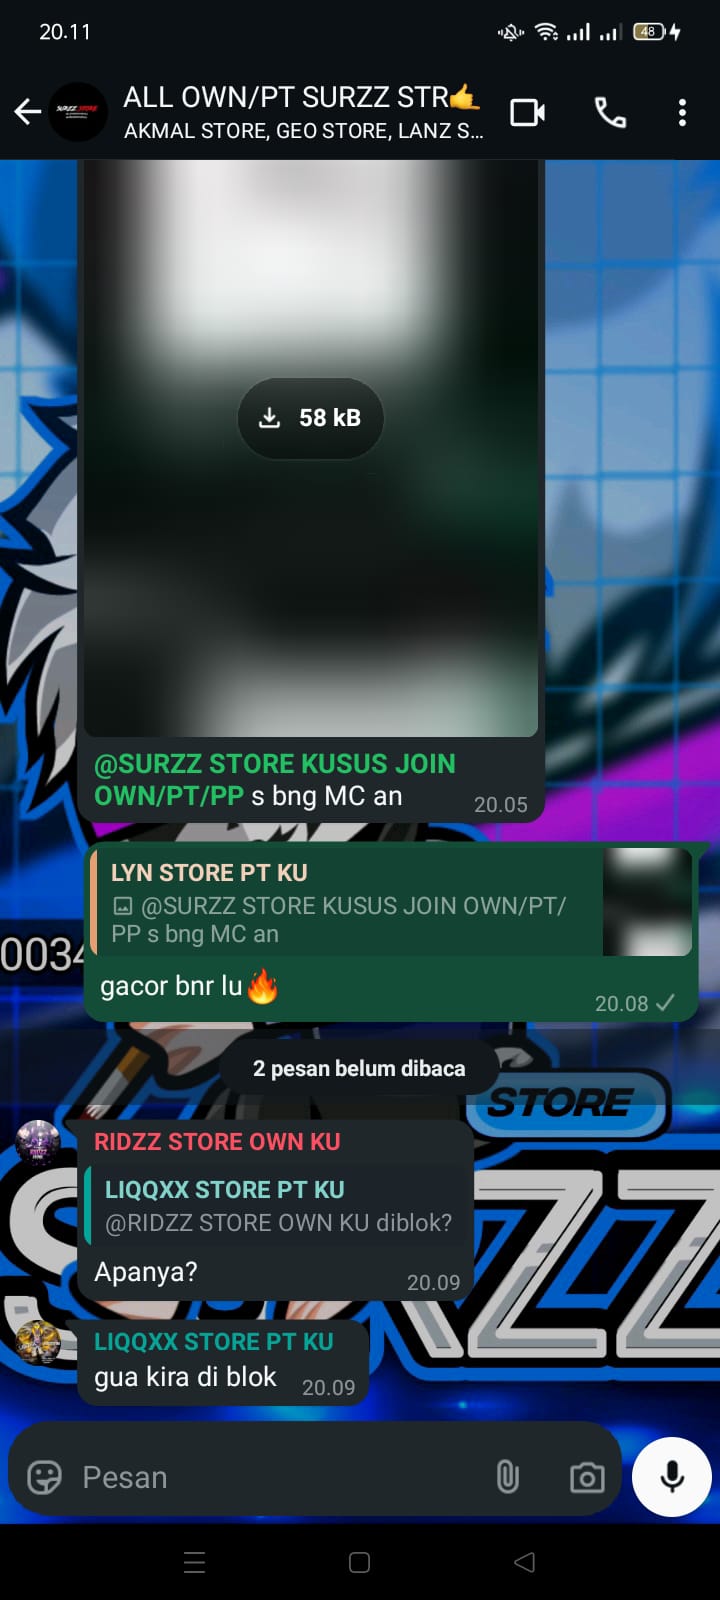 20.11
48
ALL OWN/PT SURZZ STR🤙
AKMAL STORE, GEO STORE, LANZ S...
58 kB
@SURZZ STORE KUSUS JOIN
OWN/PT/PP s bng MC an
20.05
LYN STORE PT KU
@SURZZ STORE KUSUS JOIN OWN/PT/
PP s bng MC an
gacor bnr lu🔥
20.08
0034
2 pesan belum dibaca
STORE
RIDZZ STORE OWN KU
LIQQXX STORE PT KU
@RIDZZ STORE OWN KU diblok?
Apanya?
20.09
SURZZ
LIQQXX STORE PT KU
gua kira di blok
20.09
Pesan